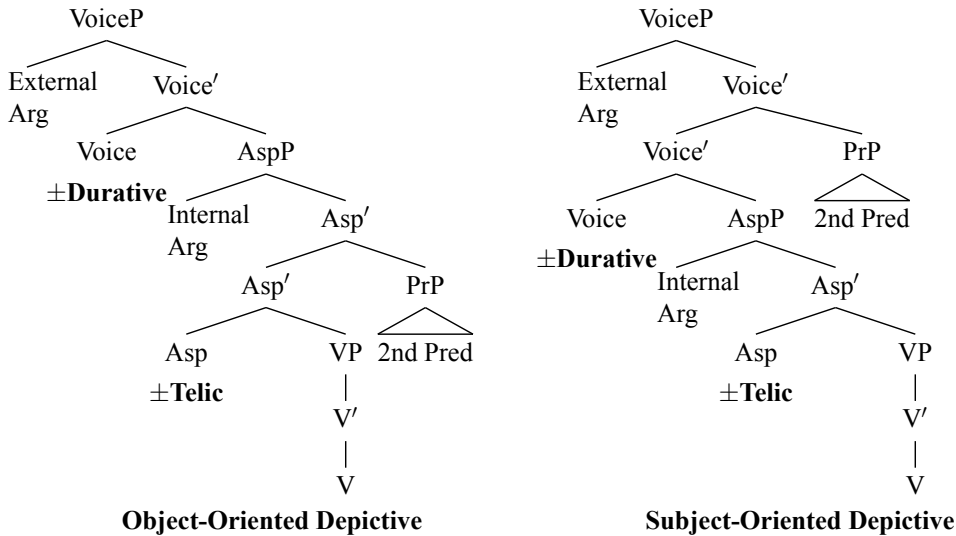 VoiceP
External
Arg
Voice′
Voice
±Durative
AspP
Internal
Arg
Asp′
Asp′
PrP
Asp
±Telic
VP
2nd Pred
V′
V
Object-Oriented Depictive
VoiceP
External
Arg
Voice′
Voice′
PrP
Voice
±Durative
AspP
2nd Pred
Internal
Arg
Asp′
Asp
±Telic
VP
V′
V
Subject-Oriented Depictive